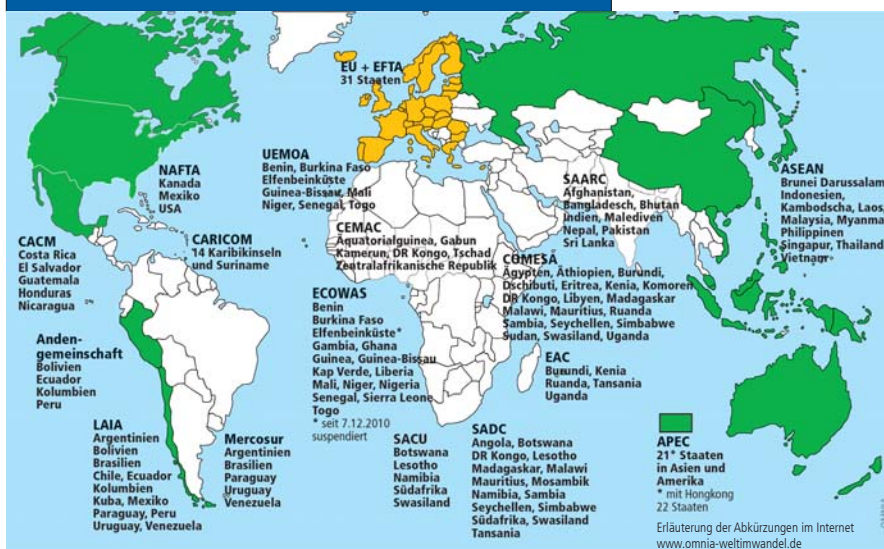 EU + EFTA
31 Staaten
NAFTA
Kanada
Mexiko
USA
UEMOA
Benin, Burkina Faso
Elfenbeinküste
Guinea-Bissau, Mali
Niger, Senegal, Togo
SAARC
Afghanistan,
Bangladesch, Bhutan
Indien, Malediven
Nepal, Pakistan
Sri Lanka
ASEAN
Brunei Darussalam
Indonesien,
Kambodscha, Laos,
Malaysia, Myanmar
Philippinen
Singapur, Thailand
Vietnam
CACM
Costa Rica
El Salvador
Guatemala
Honduras
Nicaragua
CARICOM
14 Karibikinseln
und Suriname
CEMAC
Äquatorialguinea, Gabun
Kamerun, DR Kongo, Tschad
Zentralafrikanische Republik
COMESA
Ägypten, Äthiopien, Burundi,
Dschibuti, Eritrea, Kenia, Komoren
DR Kongo, Libyen, Madagaskar
Malawi, Mauritius, Ruanda
Sambia, Seychellen, Simbabwe
Sudan, Swasiland, Uganda
ECOWAS
Benin
Burkina Faso
Elfenbeinküste*
Gambia, Ghana
Guinea, Guinea-Bissau
Kap Verde, Liberia
Mali, Niger, Nigeria
Senegal, Sierra Leone
Togo
* seit 7.12.2010
suspendiert
Anden-
gemeinschaft
Bolivien
Ecuador
Kolumbien
Peru
EAC
Burundi, Kenia
Ruanda, Tansania
Uganda
LAIA
Argentinien
Bolivien
Brasilien
Chile, Ecuador
Kolumbien
Kuba, Mexiko
Paraguay, Peru
Uruguay, Venezuela
Mercosur
Argentinien
Brasilien
Paraguay
Uruguay
Venezuela
SACU
Botswana
Lesotho
Namibia
Südafrika
Swasiland
SADC
Angola, Botswana
DR Kongo, Lesotho
Madagaskar, Malawi
Mauritius, Mosambik
Namibia, Sambia
Seychellen, Simbabwe
Südafrika, Swasiland
Tansania
APEC
21* Staaten
in Asien und
Amerika
* mit Hongkong
22 Staaten
Erläuterung der Abkürzungen im Internet
www.omnia-weltimwandel.de